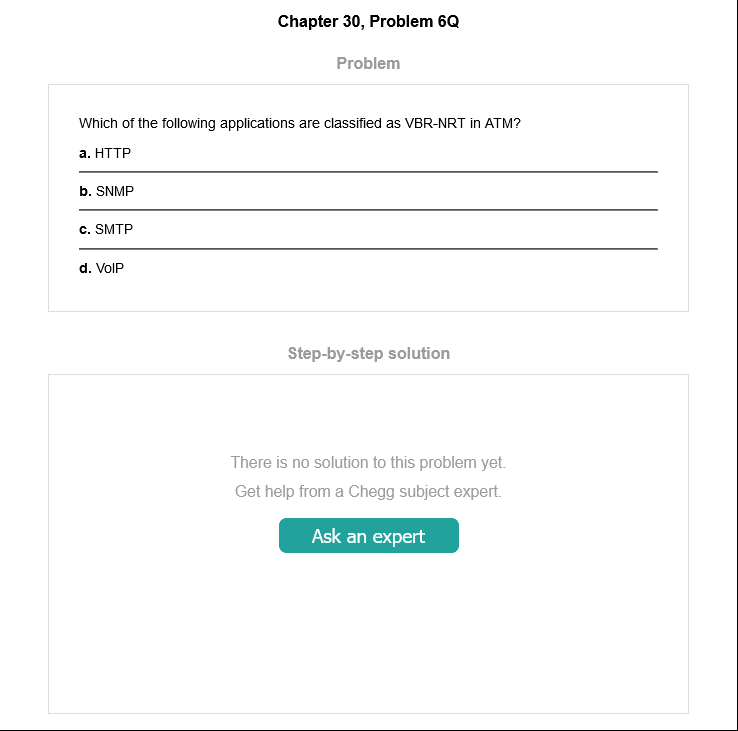 Chapter 30, Problem 6Q
Problem
Which of the following applications are classified as VBR-NRT in ATM?
a. HTTP
b. SNMP
c. SMTP
d. VoIP
Step-by-step solution
There is no solution to this problem yet.
Get help from a Chegg subject expert.
Ask an expert